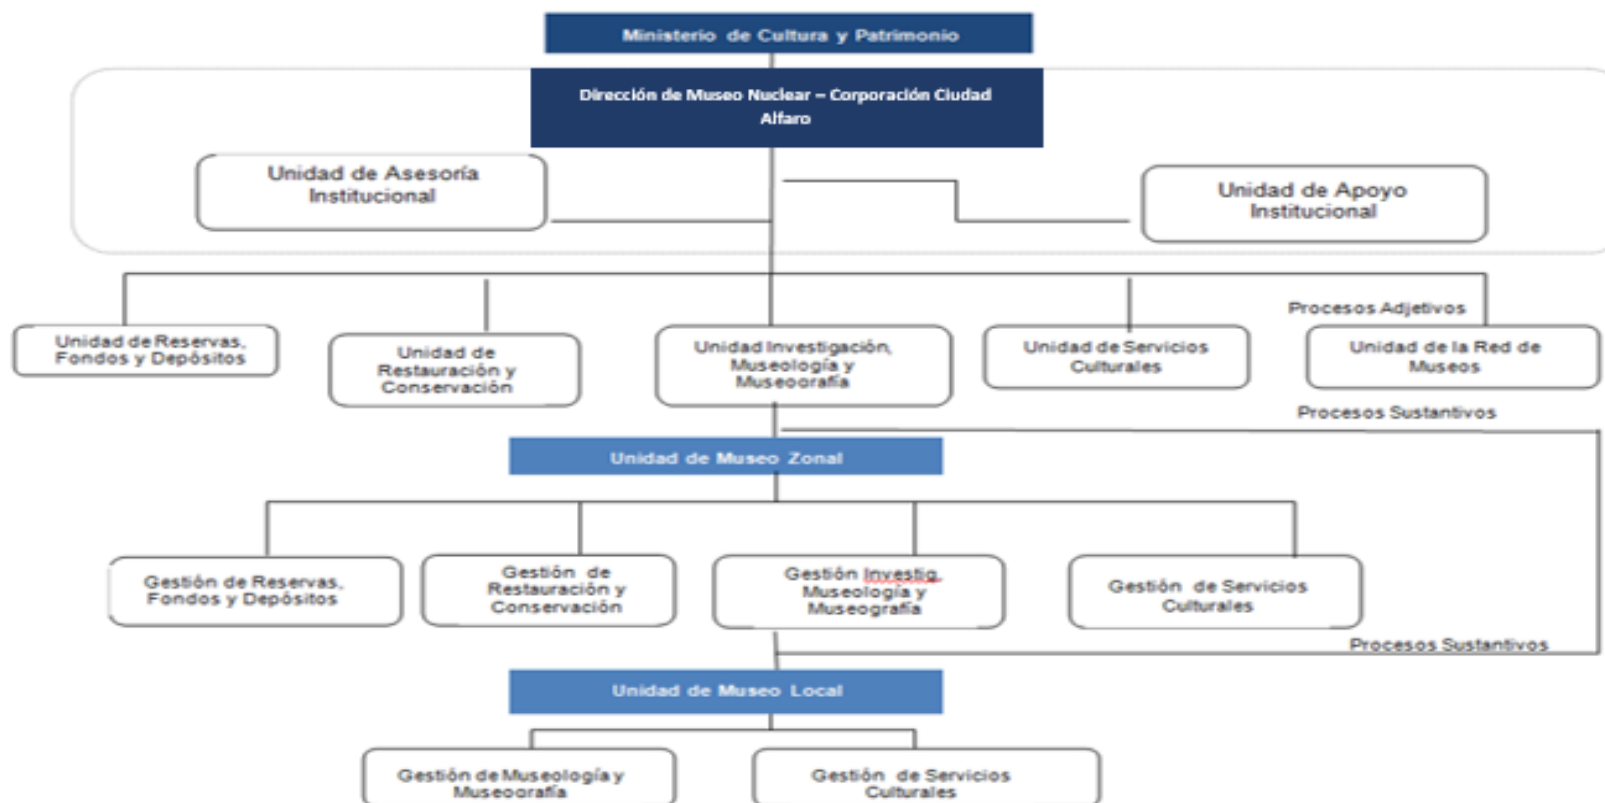 Ministerio de Cultura y Patrimonio
Dirección de Museo Nuclear – Corporación Ciudad
Alfaro
Unidad de Asesoría
Institucional
Unidad de Apoyo
Institucional
Procesos Adjetivos
Unidad de Reservas,
Fondos y Depósitos
Unidad de
Restauración y
Conservación
Unidad Investigación,
Museología y
Museografía
Unidad de Servicios
Culturales
Unidad de la Red de
Museos
Procesos Sustantivos
Unidad de Museo Zonal
Gestión de Reservas,
Fondos y Depósitos
Gestión de
Restauración y
Conservación
Gestión Investig,
Museología y
Museografía
Gestión de Servicios
Culturales
Procesos Sustantivos
Unidad de Museo Local
Gestión de Museología y
Museografía
Gestión de Servicios
Culturales